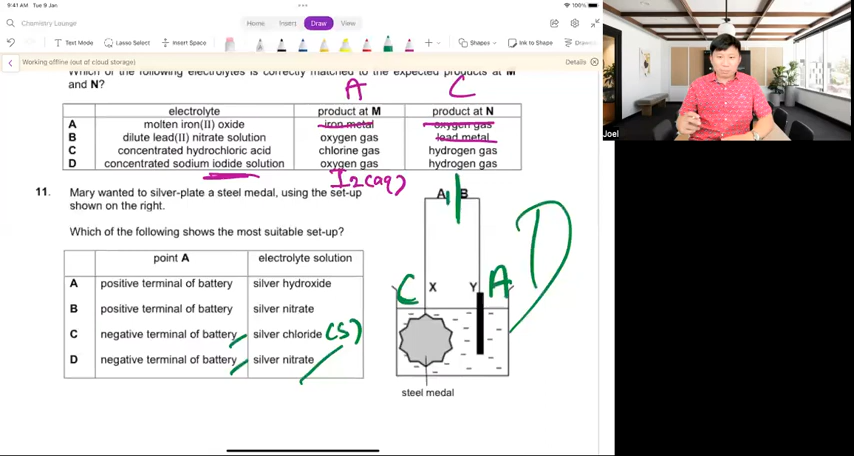 9:41 AM Tue 9 Jan
100%
Chemistry Lounge
Home Insert Draw View
Text Mode Lasso Select Insert Space Shapes Ink to Shape
Working offline (out of cloud storage) Details
Which of the following electrolytes is correctly matched to the expected products at M
and N?
A C
electrolyte product at M product at N
A molten iron(II) oxide iron metal oxygen gas
B dilute lead(II) nitrate solution oxygen gas lead metal
C concentrated hydrochloric acid chlorine gas hydrogen gas
D concentrated sodium iodide solution oxygen gas hydrogen gas
I2(aq)
11. Mary wanted to silver-plate a steel medal, using the set-up
shown on the right.
Which of the following shows the most suitable set-up?
point A electrolyte solution
A positive terminal of battery silver hydroxide
B positive terminal of battery silver nitrate
C negative terminal of battery silver chloride (s)
D negative terminal of battery silver nitrate
A B
C X Y A
D
steel medal
Joel